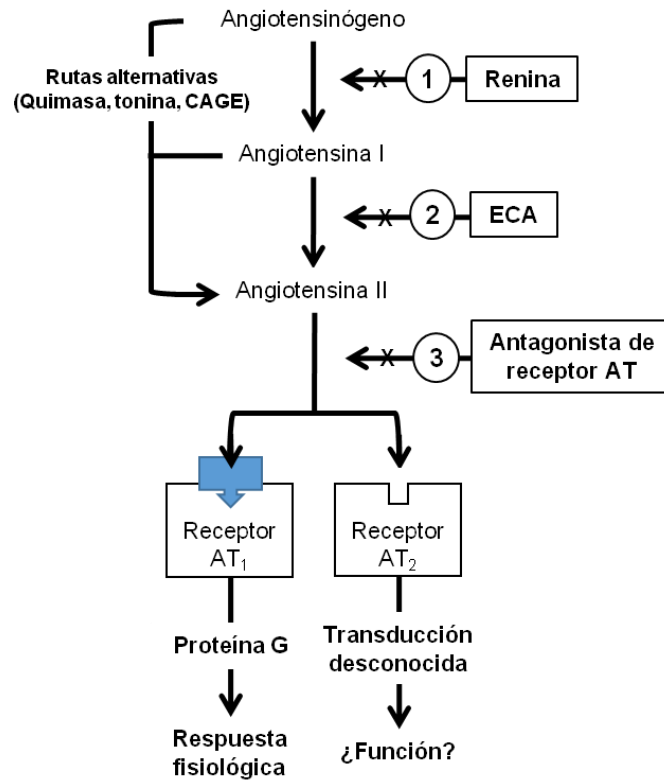 Angiotensinógeno
Rutas alternativas
(Quimasa, tonina, CAGE)
X
1
Renina
Angiotensina I
X
2
ECA
Angiotensina II
X
3
Antagonista de
receptor AT
Receptor
AT₁
Receptor
AT₂
Proteína G
Transducción
desconocida
Respuesta
fisiológica
¿Función?